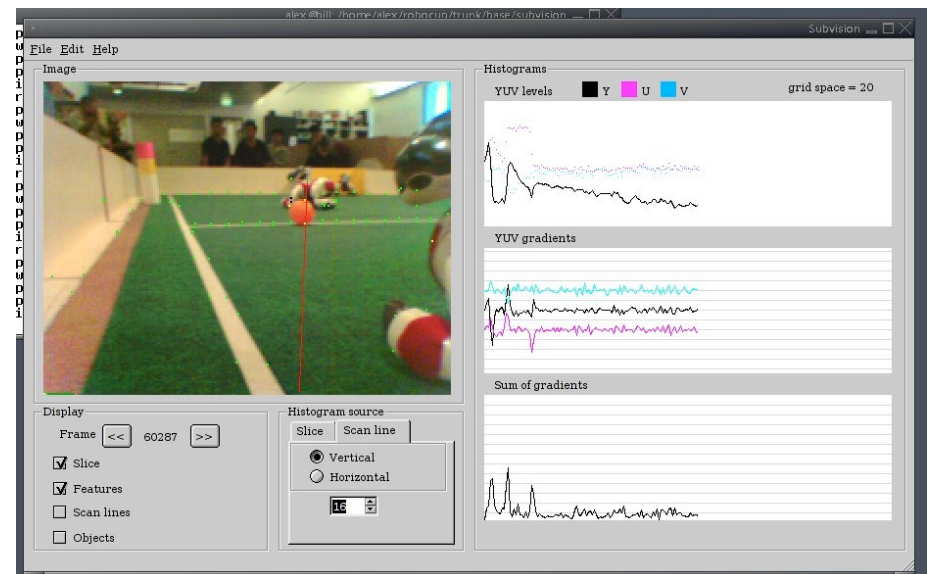 alex@bill: /home/alex/robocup/trunk/base/subvision
Subvision
File Edit Help
Image
Histograms
YUV levels Y U V grid space = 20
YUV gradients
Sum of gradients
Display
Frame << 60287 >>
Slice
Features
Scan lines
Objects
Histogram source
Slice Scan line
Vertical
Horizontal
16